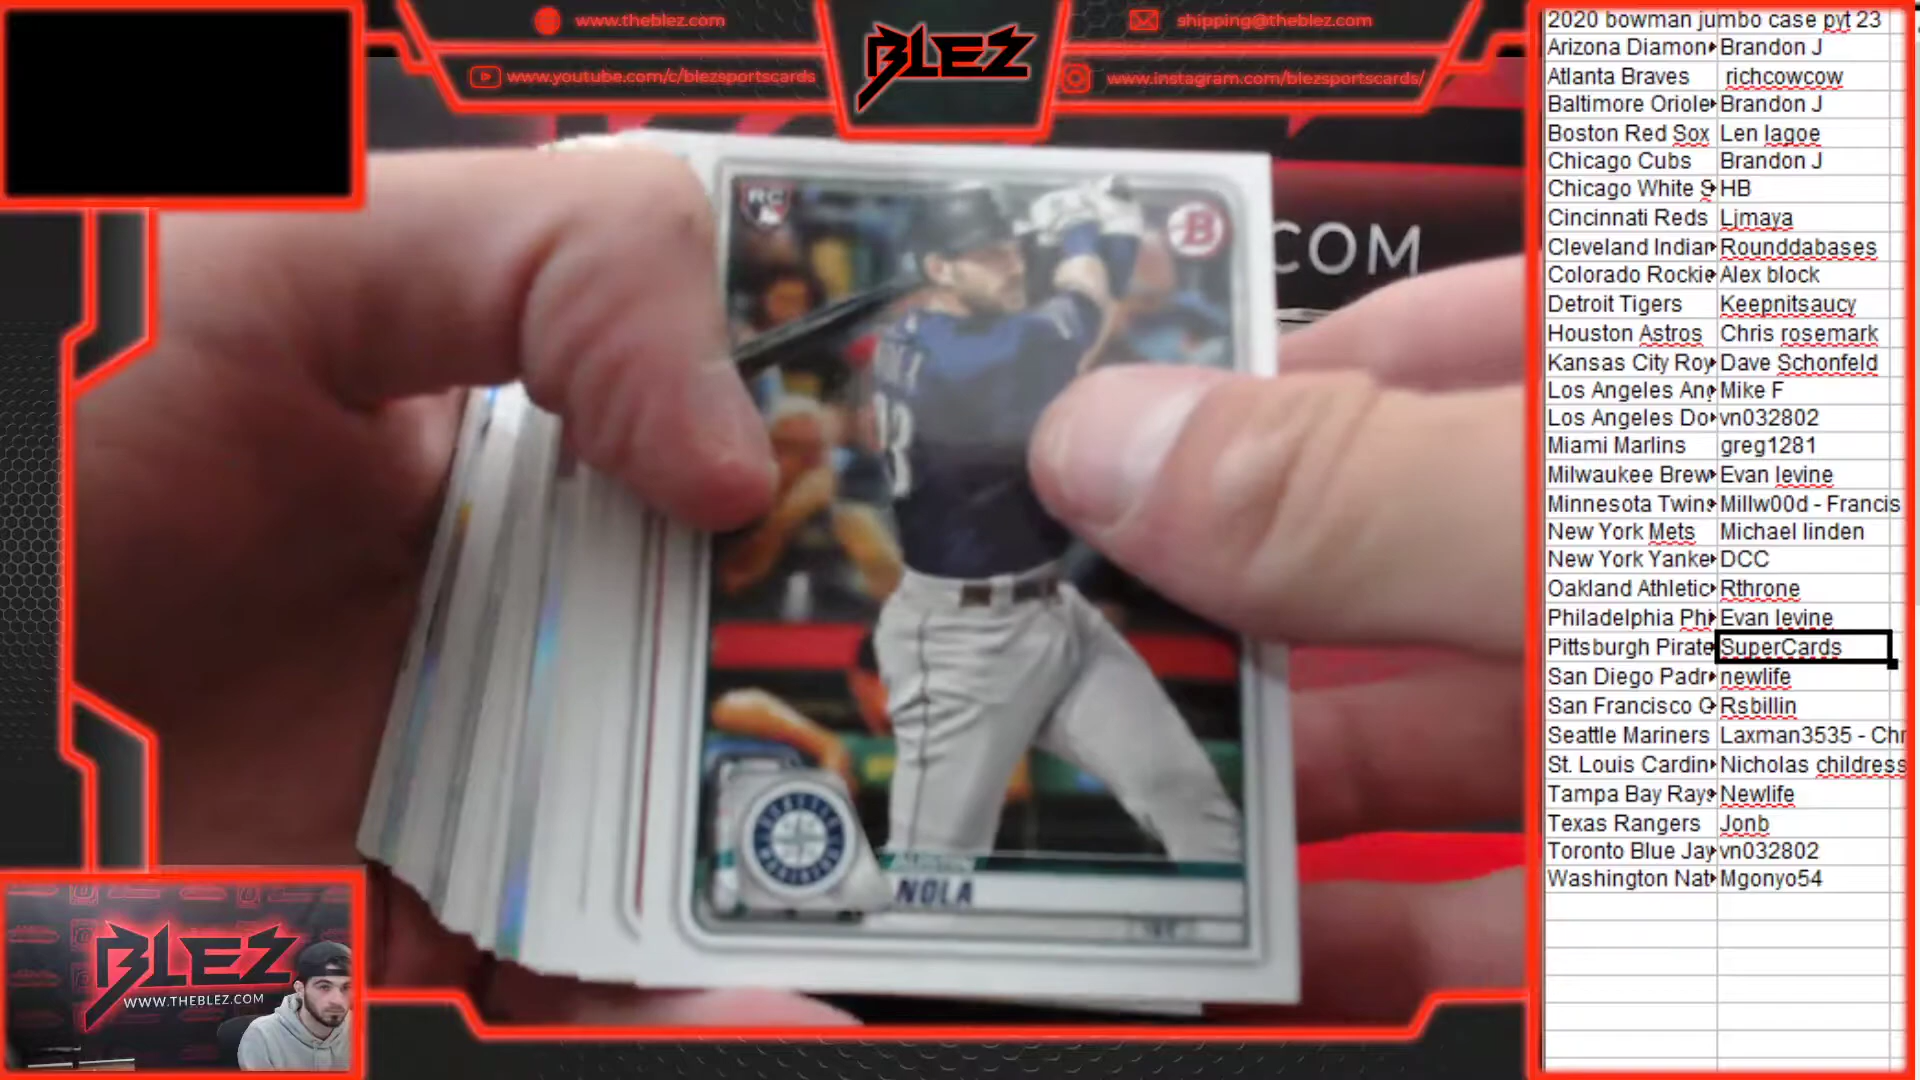 www.theblez.com
BLEZ
shipping@theblez.com
www.youtube.com/c/blezsportscards
www.instagram.com/blezsportscards/
2020 bowman jumbo case pyt 23
Arizona Diamon Brandon J
Atlanta Braves richcowcow
Baltimore Oriole Brandon J
Boston Red Sox Len lagoe
Chicago Cubs Brandon J
Chicago White S HB
Cincinnati Reds Ljmaya
Cleveland Indian Rounddabases
Colorado Rockie Alex block
Detroit Tigers Keepnitsaucy
Houston Astros Chris rosemark
Kansas City Roy Dave Schonfeld
Los Angeles Ang Mike F
Los Angeles Do vn032802
Miami Marlins greg1281
Milwaukee Brew Evan levine
Minnesota Twins Millw00d - Francis
New York Mets Michael linden
New York Yanke DCC
Oakland Athletic Rthrone
Philadelphia Phi Evan levine
Pittsburgh Pirate SuperCards
San Diego Padr newlife
San Francisco G Rsbillin
Seattle Mariners Laxman3535 - Chr
St. Louis Cardin Nicholas childress
Tampa Bay Rays Newlife
Texas Rangers Jonb
Toronto Blue Jay vn032802
Washington Nat Mgonyo54
RC
B
COM
AUSTIN
NOLA
BLEZ
WWW.THEBLEZ.COM